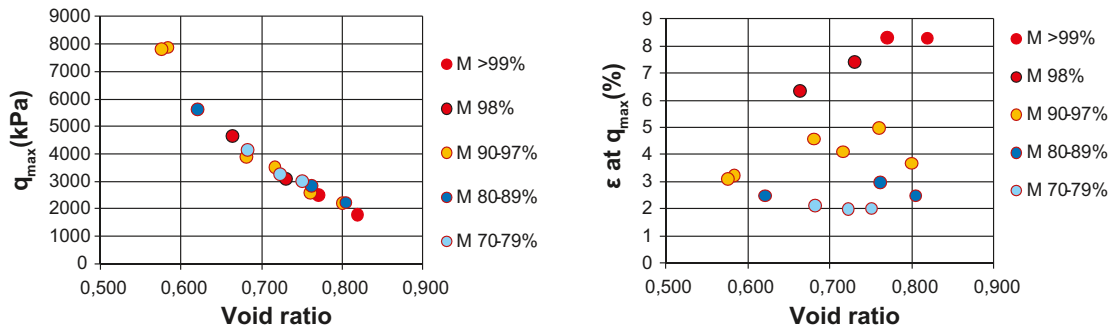 9000
8000
7000
6000
5000
4000
3000
2000
1000
0
q max (kPa)
0,500 0,600 0,700 0,800 0,900
Void ratio
M >99%
M 98%
M 90-97%
M 80-89%
M 70-79%
9
8
7
6
5
4
3
2
1
0
ε at q max (%)
0,500 0,600 0,700 0,800 0,900
Void ratio
M >99%
M 98%
M 90-97%
M 80-89%
M 70-79%